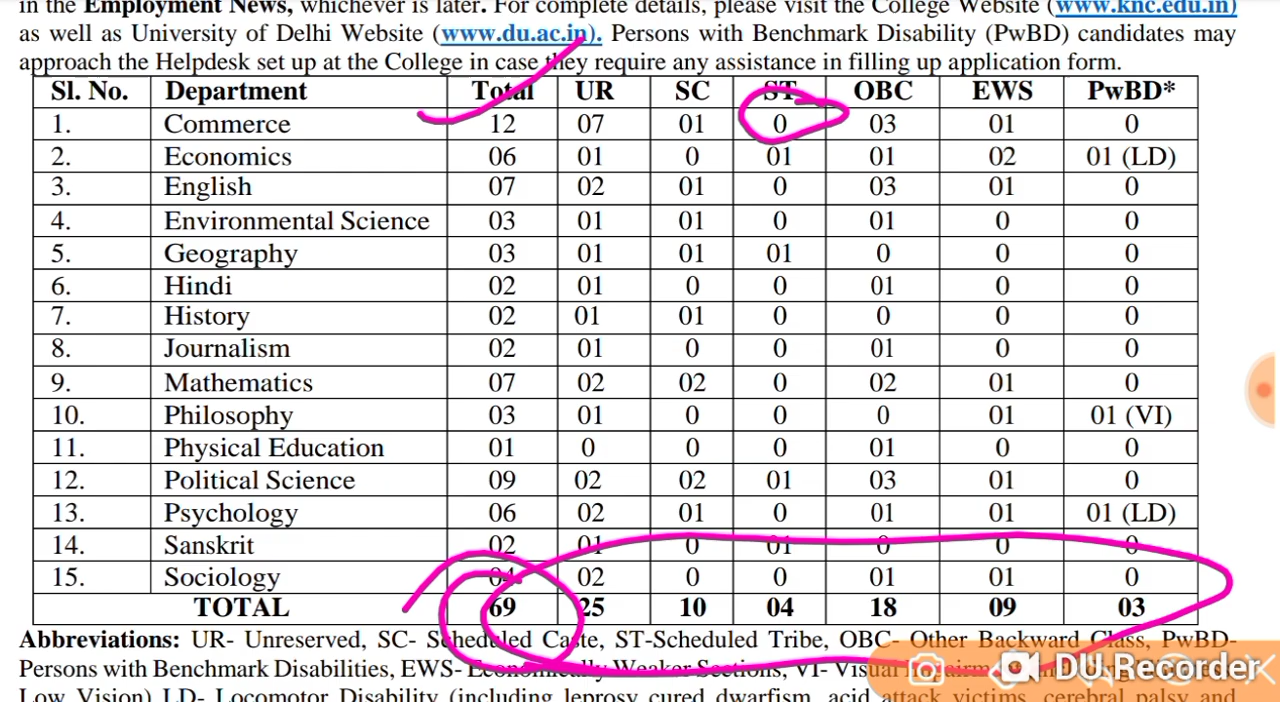 in the Employment News, whichever is later. For complete details, please visit the College Website (www.knc.edu.in)
as well as University of Delhi Website (www.du.ac.in). Persons with Benchmark Disability (PwBD) candidates may
approach the Helpdesk set up at the College in case they require any assistance in filling up application form.
Sl. No. Department Total UR SC ST OBC EWS PwBD*
1. Commerce 12 07 01 0 03 01 0
2. Economics 06 01 0 01 01 02 01 (LD)
3. English 07 02 01 0 03 01 0
4. Environmental Science 03 01 01 0 01 0 0
5. Geography 03 01 01 01 0 0 0
6. Hindi 02 01 0 0 01 0 0
7. History 02 01 01 0 0 0 0
8. Journalism 02 01 0 0 01 0 0
9. Mathematics 07 02 02 0 02 01 0
10. Philosophy 03 01 0 0 0 01 01 (VI)
11. Physical Education 01 0 0 0 01 0 0
12. Political Science 09 02 02 01 03 01 0
13. Psychology 06 02 01 0 01 01 01 (LD)
14. Sanskrit 02 01 0 01 0 0 0
15. Sociology 04 02 0 0 01 01 0
TOTAL 69 25 10 04 18 09 03
Abbreviations: UR- Unreserved, SC- Scheduled Caste, ST-Scheduled Tribe, OBC- Other Backward Class, PwBD-
Persons with Benchmark Disabilities, EWS- Economically Weaker Sections, VI- Visual
DU Recorder
Low Vision) LD- Locomotor Disability (including leprosy cured dwarfism, acid attack victims, cerebral palsy and